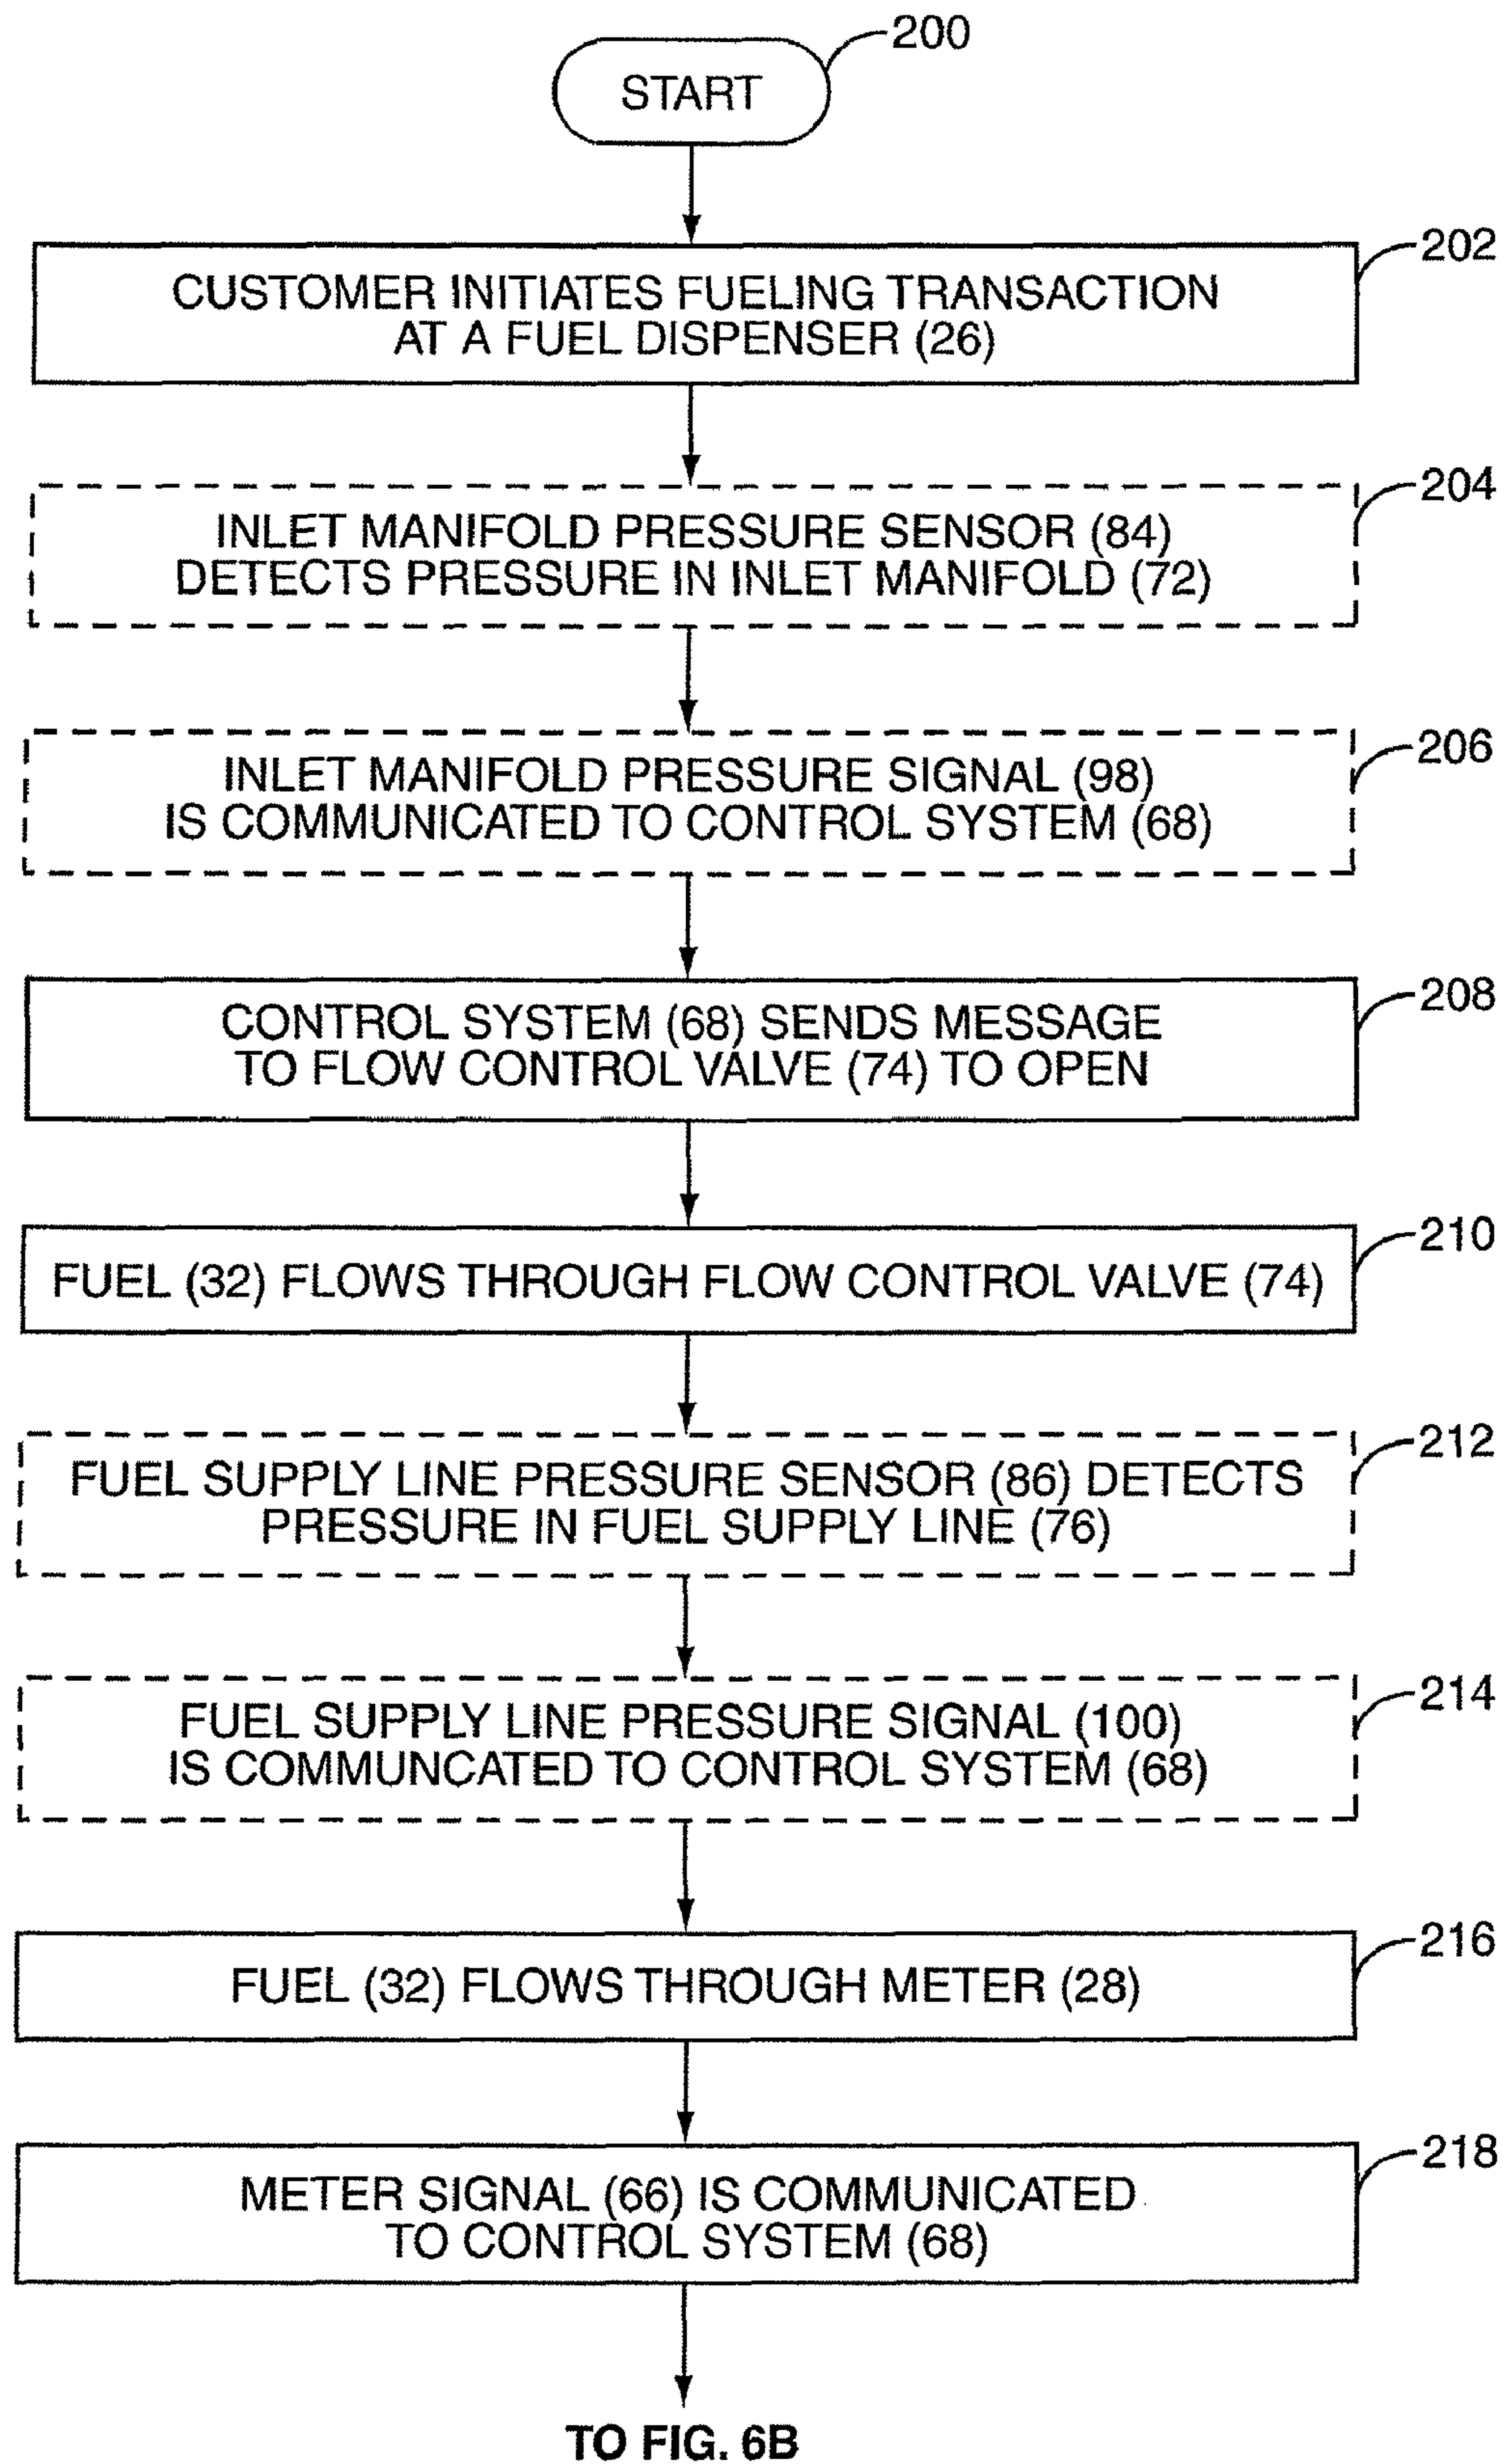 200
START
202
CUSTOMER INITIATES FUELING TRANSACTION
AT A FUEL DISPENSER (26)
204
INLET MANIFOLD PRESSURE SENSOR (84)
DETECTS PRESSURE IN INLET MANIFOLD (72)
206
INLET MANIFOLD PRESSURE SIGNAL (98)
IS COMMUNICATED TO CONTROL SYSTEM (68)
208
CONTROL SYSTEM (68) SENDS MESSAGE
TO FLOW CONTROL VALVE (74) TO OPEN
210
FUEL (32) FLOWS THROUGH FLOW CONTROL VALVE (74)
212
FUEL SUPPLY LINE PRESSURE SENSOR (86) DETECTS
PRESSURE IN FUEL SUPPLY LINE (76)
214
FUEL SUPPLY LINE PRESSURE SIGNAL (100)
IS COMMUNCATED TO CONTROL SYSTEM (68)
216
FUEL (32) FLOWS THROUGH METER (28)
218
METER SIGNAL (66) IS COMMUNICATED
TO CONTROL SYSTEM (68)
TO FIG. 6B